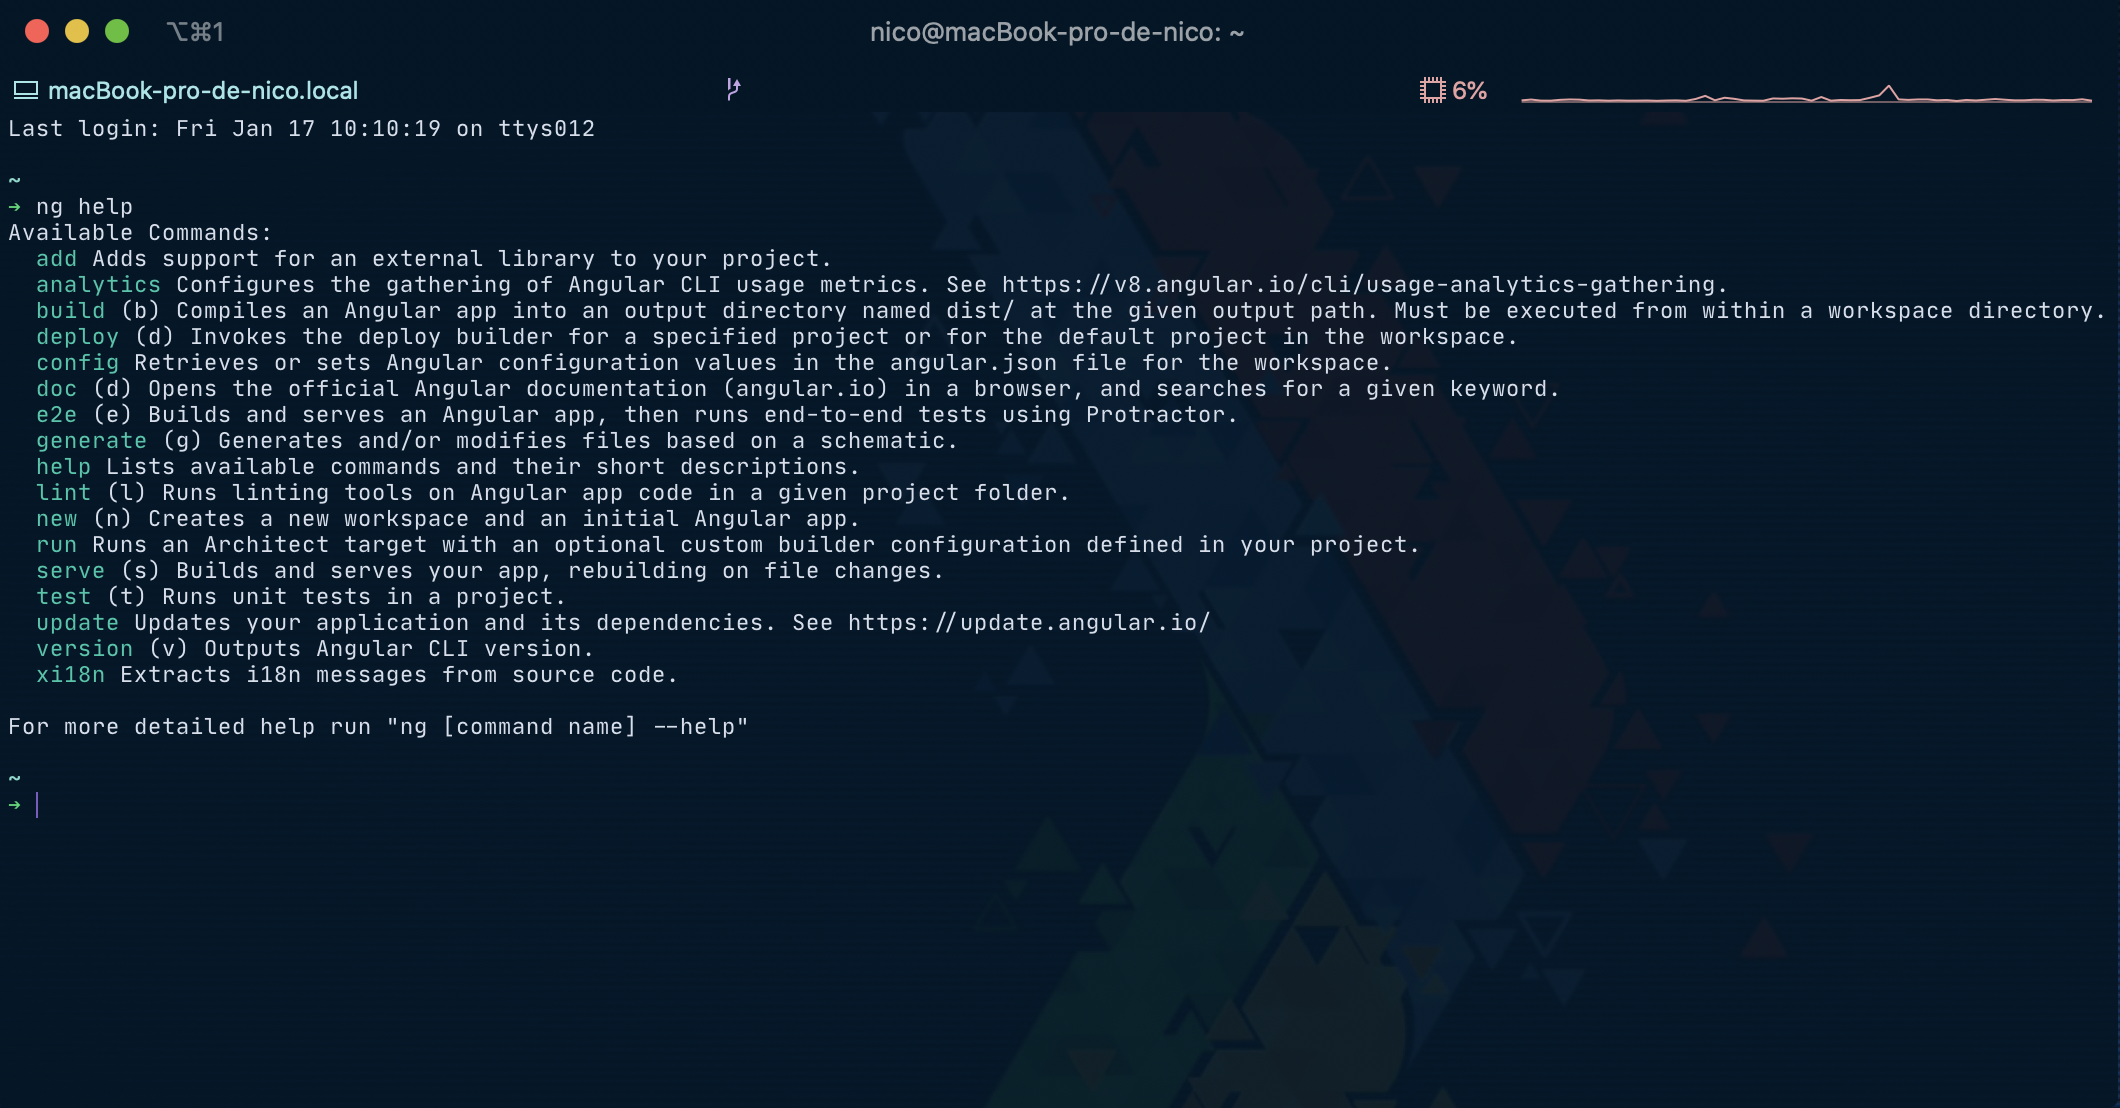 ⌥⌘1
nico@macBook-pro-de-nico: ~
macBook-pro-de-nico.local
6%
Last login: Fri Jan 17 10:10:19 on ttys012
~
→ ng help
Available Commands:
  add Adds support for an external library to your project.
  analytics Configures the gathering of Angular CLI usage metrics. See https://v8.angular.io/cli/usage-analytics-gathering.
  build (b) Compiles an Angular app into an output directory named dist/ at the given output path. Must be executed from within a workspace directory.
  deploy (d) Invokes the deploy builder for a specified project or for the default project in the workspace.
  config Retrieves or sets Angular configuration values in the angular.json file for the workspace.
  doc (d) Opens the official Angular documentation (angular.io) in a browser, and searches for a given keyword.
  e2e (e) Builds and serves an Angular app, then runs end-to-end tests using Protractor.
  generate (g) Generates and/or modifies files based on a schematic.
  help Lists available commands and their short descriptions.
  lint (l) Runs linting tools on Angular app code in a given project folder.
  new (n) Creates a new workspace and an initial Angular app.
  run Runs an Architect target with an optional custom builder configuration defined in your project.
  serve (s) Builds and serves your app, rebuilding on file changes.
  test (t) Runs unit tests in a project.
  update Updates your application and its dependencies. See https://update.angular.io/
  version (v) Outputs Angular CLI version.
  xi18n Extracts i18n messages from source code.
For more detailed help run "ng [command name] --help"
~
→